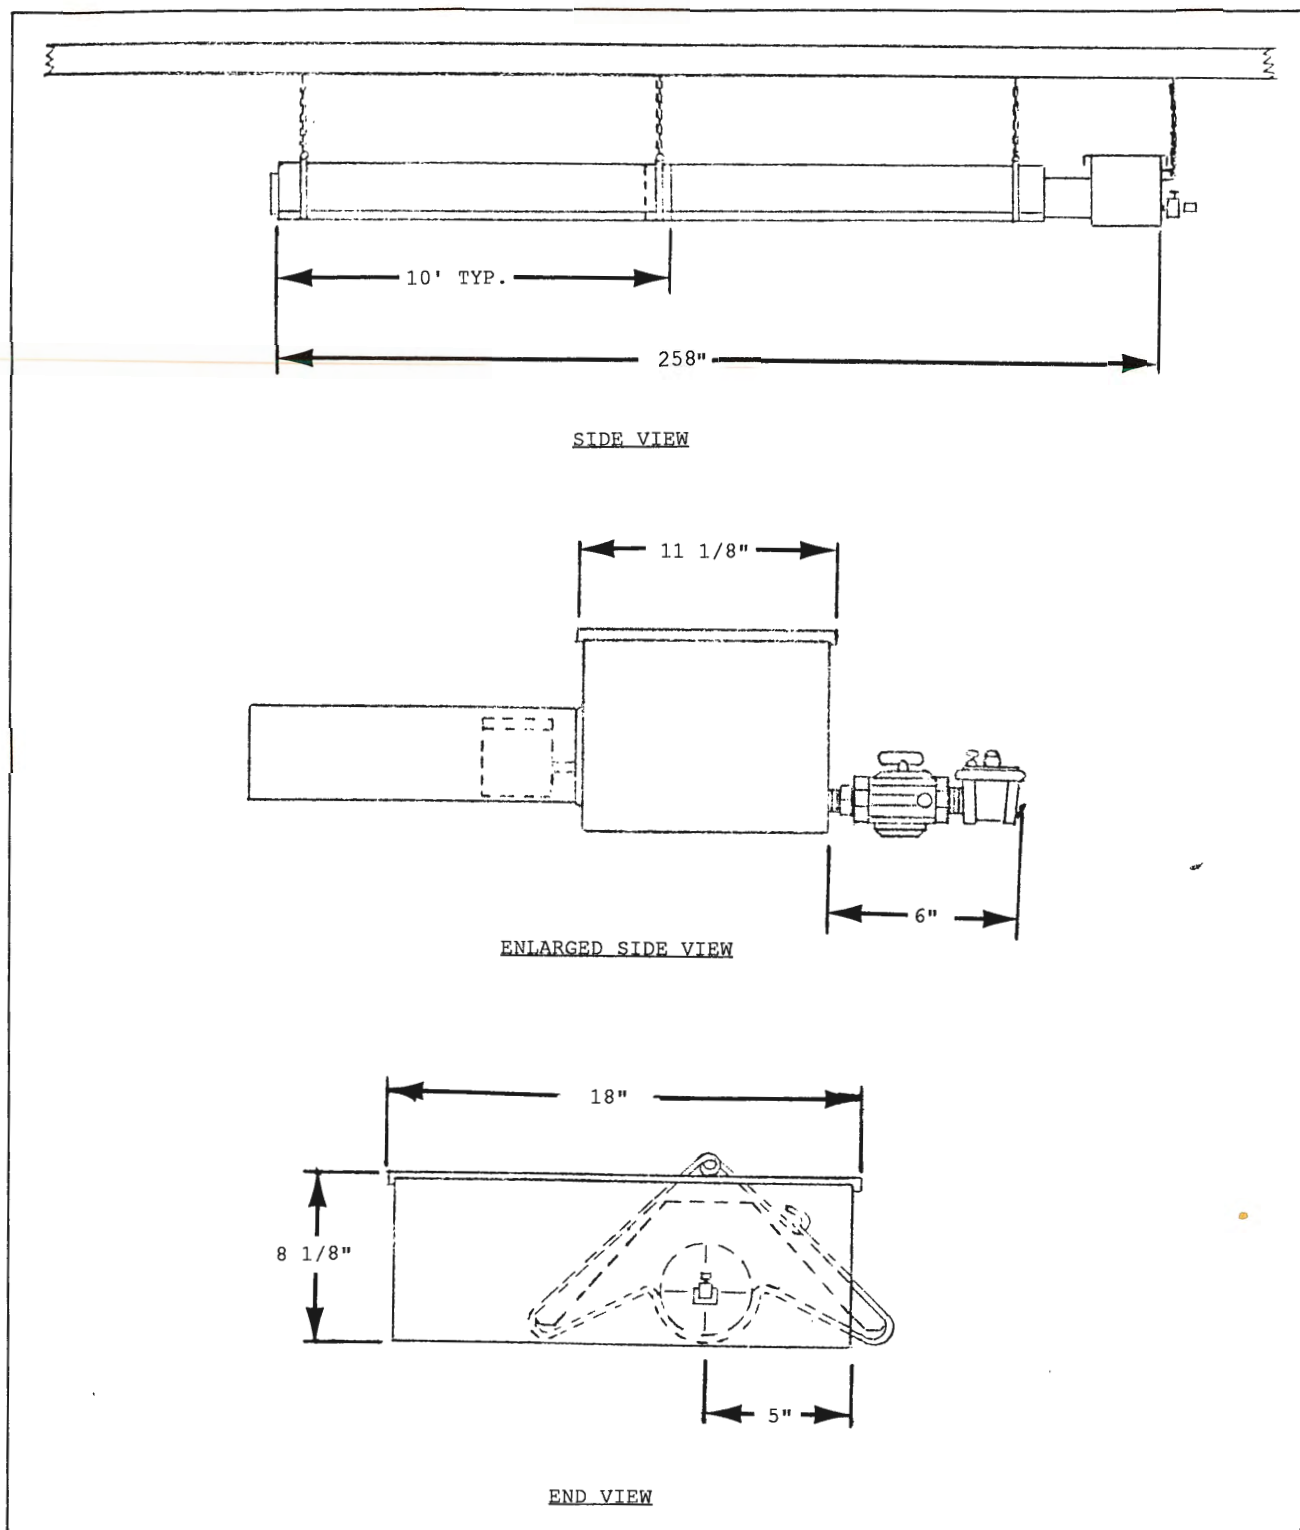 10' TYP.
258"
SIDE VIEW
11 1/8"
6"
ENLARGED SIDE VIEW
18"
8 1/8"
5"
END VIEW